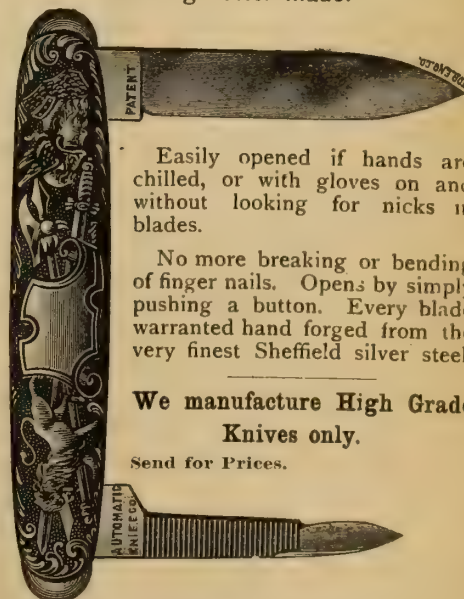 PATENT
Easily opened if hands are
chilled, or with gloves on and
without looking for nicks in
blades.
No more breaking or bending
of finger nails. Opens by simply
pushing a button. Every blade
warranted hand forged from the
very finest Sheffield silver steel
We manufacture High Grade
Knives only.
Send for Prices.
AUTOMATIC
KNIFE CO.